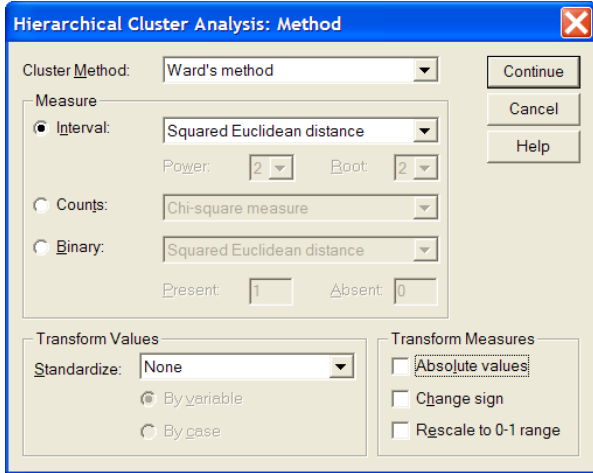 Hierarchical Cluster Analysis: Method
Cluster Method: Ward's method
Continue
Cancel
Help
Measure
Interval: Squared Euclidean distance
Power: 2 Root: 2
Counts: Chi-square measure
Binary: Squared Euclidean distance
Present: 1 Absent: 0
Transform Values
Standardize: None
By variable
By case
Transform Measures
Absolute values
Change sign
Rescale to 0-1 range